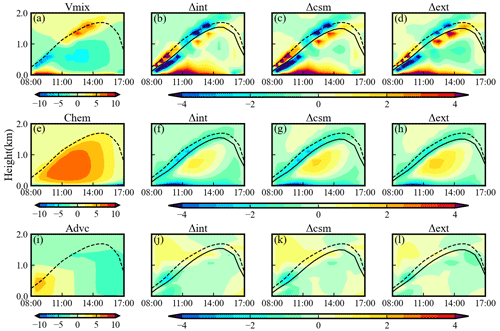 Vmix Δint Δcsm Δext
(a) (b) (c) (d)
2.0
1.0
0.0
08:00 11:00 14:00 17:00 08:00 11:00 14:00 17:00 08:00 11:00 14:00 17:00 08:00 11:00 14:00 17:00
−10 −5 0 5 10 −4 −2 0 2 4
Chem Δint Δcsm Δext
(e) (f) (g) (h)
2.0
1.0
0.0
Height(km)
08:00 11:00 14:00 17:00 08:00 11:00 14:00 17:00 08:00 11:00 14:00 17:00 08:00 11:00 14:00 17:00
−10 −5 0 5 10 −4 −2 0 2 4
Advc Δint Δcsm Δext
(i) (j) (k) (l)
2.0
1.0
0.0
08:00 11:00 14:00 17:00 08:00 11:00 14:00 17:00 08:00 11:00 14:00 17:00 08:00 11:00 14:00 17:00
−10 −5 0 5 10 −4 −2 0 2 4